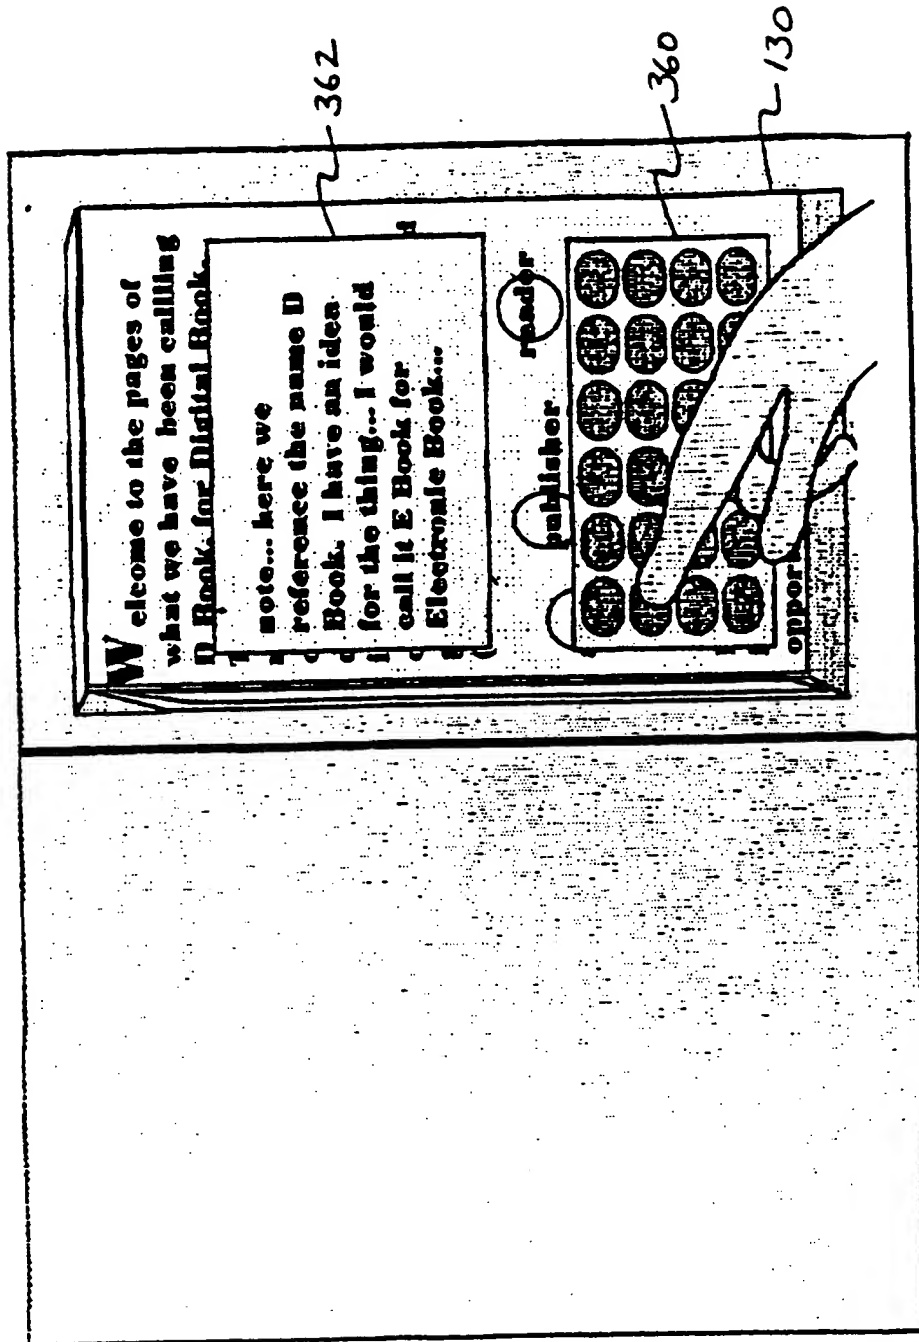 Welcome to the pages of
what we have been callling
D Book, for Digital Book.
note... here we
reference the name D
Book. I have an idea
for the thing... I would
call it E Book for
Electronic Book...
publisher
reader
oppor
362
360
130